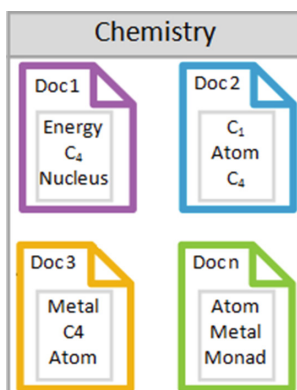 Chemistry
Doc1
Energy
C₄
Nucleus
Doc2
C₁
Atom
C₄
Doc3
Metal
C4
Atom
Docn
Atom
Metal
Monad